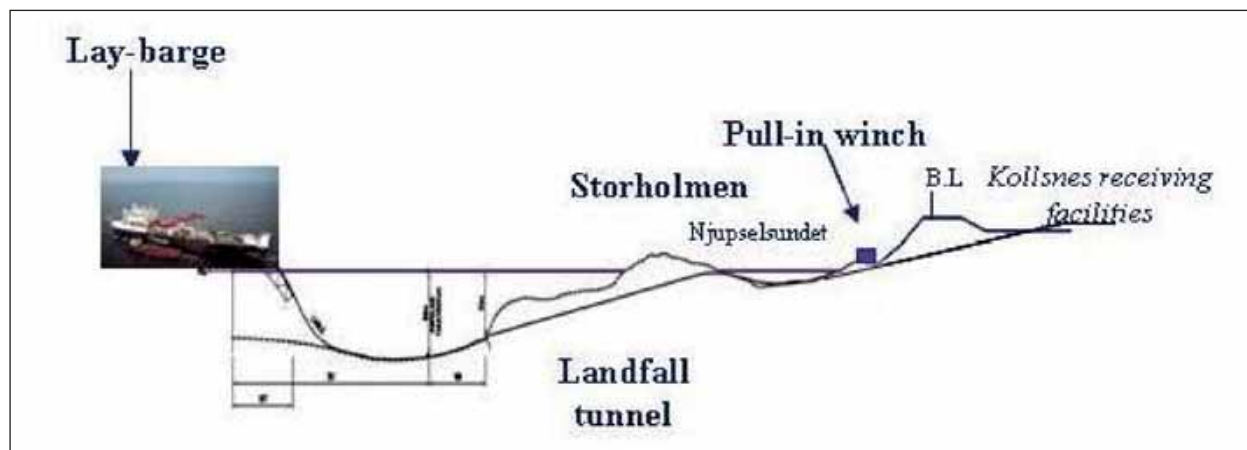 Lay-barge
Pull-in winch
Storholmen
B.L
Kollsnes receiving
facilities
Njupselsundet
Landfall
tunnel